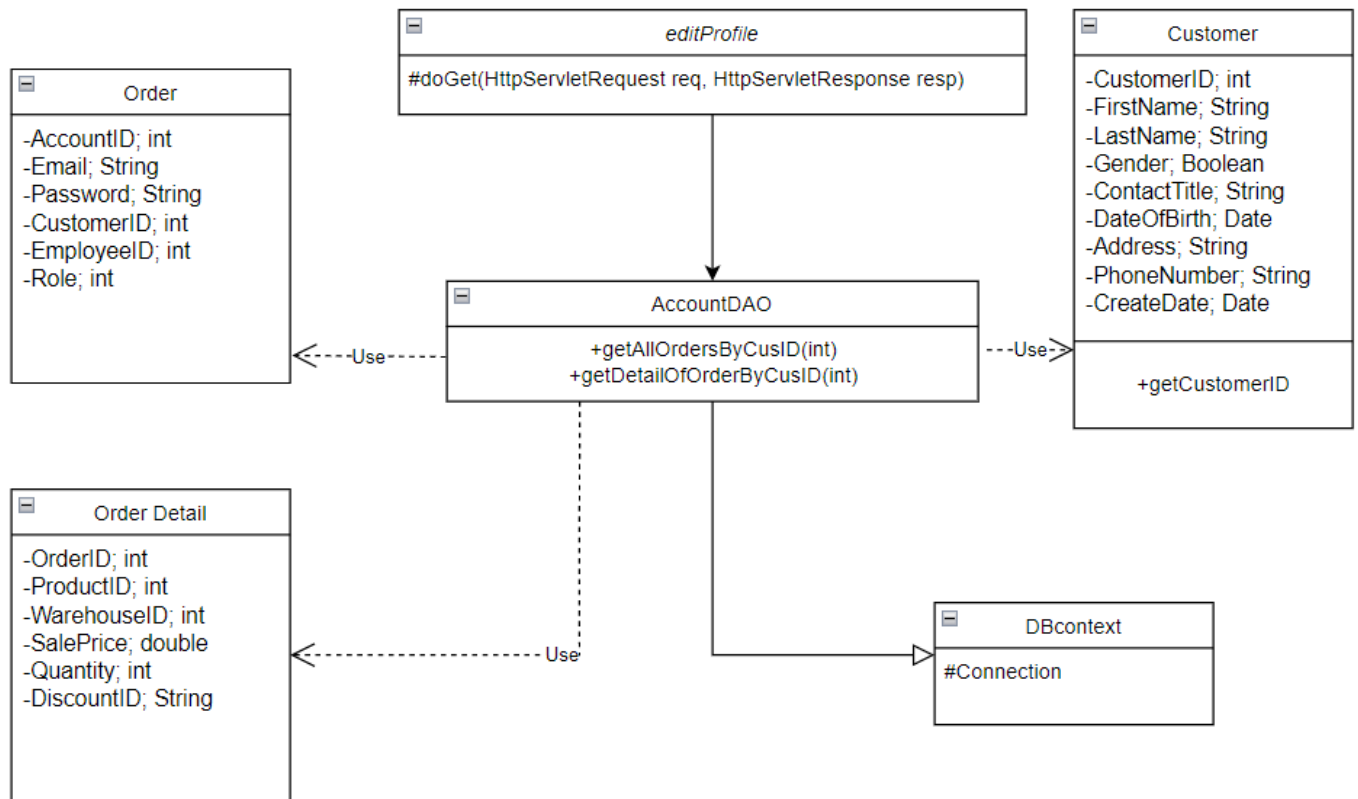 editProfile
#doGet(HttpServletRequest req, HttpServletResponse resp)
Customer
-CustomerID; int
-FirstName; String
-LastName; String
-Gender; Boolean
-ContactTitle; String
-DateOfBirth; Date
-Address; String
-PhoneNumber; String
-CreateDate; Date
+getCustomerID
Order
-AccountID; int
-Email; String
-Password; String
-CustomerID; int
-EmployeeID; int
-Role; int
AccountDAO
+getAllOrdersByCusID(int)
+getDetailOfOrderByCusID(int)
Use
Use
Order Detail
-OrderID; int
-ProductID; int
-WarehouseID; int
-SalePrice; double
-Quantity; int
-DiscountID; String
Use
DBcontext
#Connection